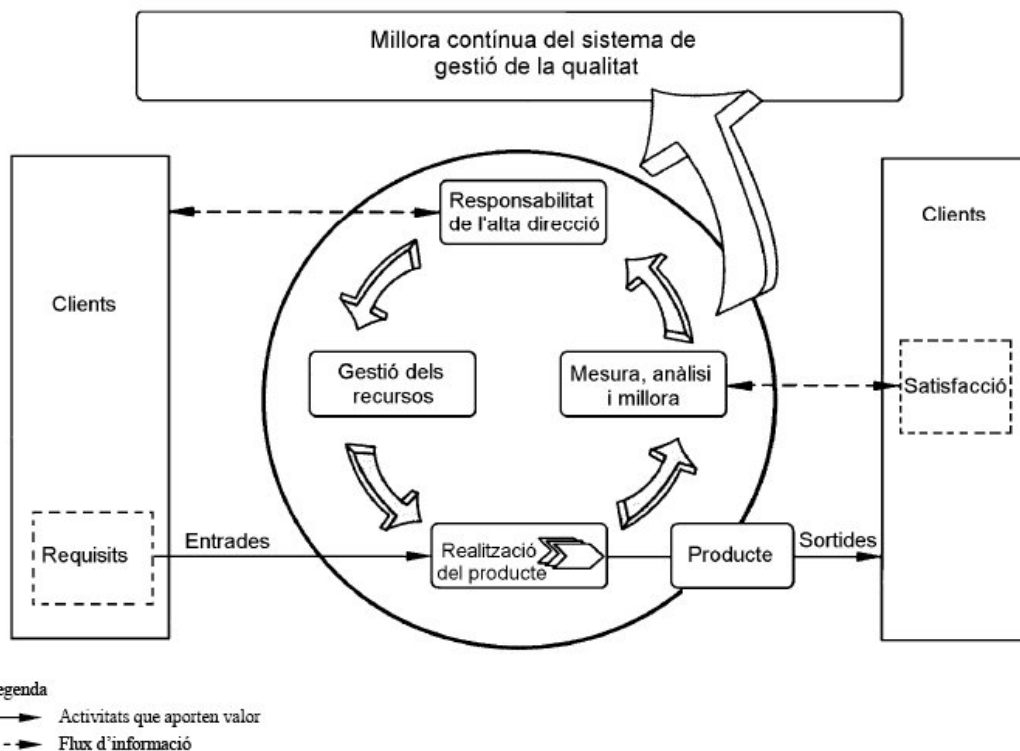 Millora contínua del sistema de
gestió de la qualitat
Responsabilitat
de l'alta direcció
Clients
Clients
Gestió dels
recursos
Mesura, anàlisi
i millora
Satisfacció
Requisits
Entrades
Realització
del producte
Producte
Sortides
egenda
Activitats que aporten valor
Flux d'informació